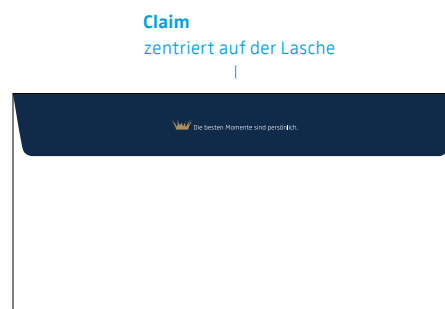 Claim
zentriert auf der Lasche
Die besten Momente sind persönlich.